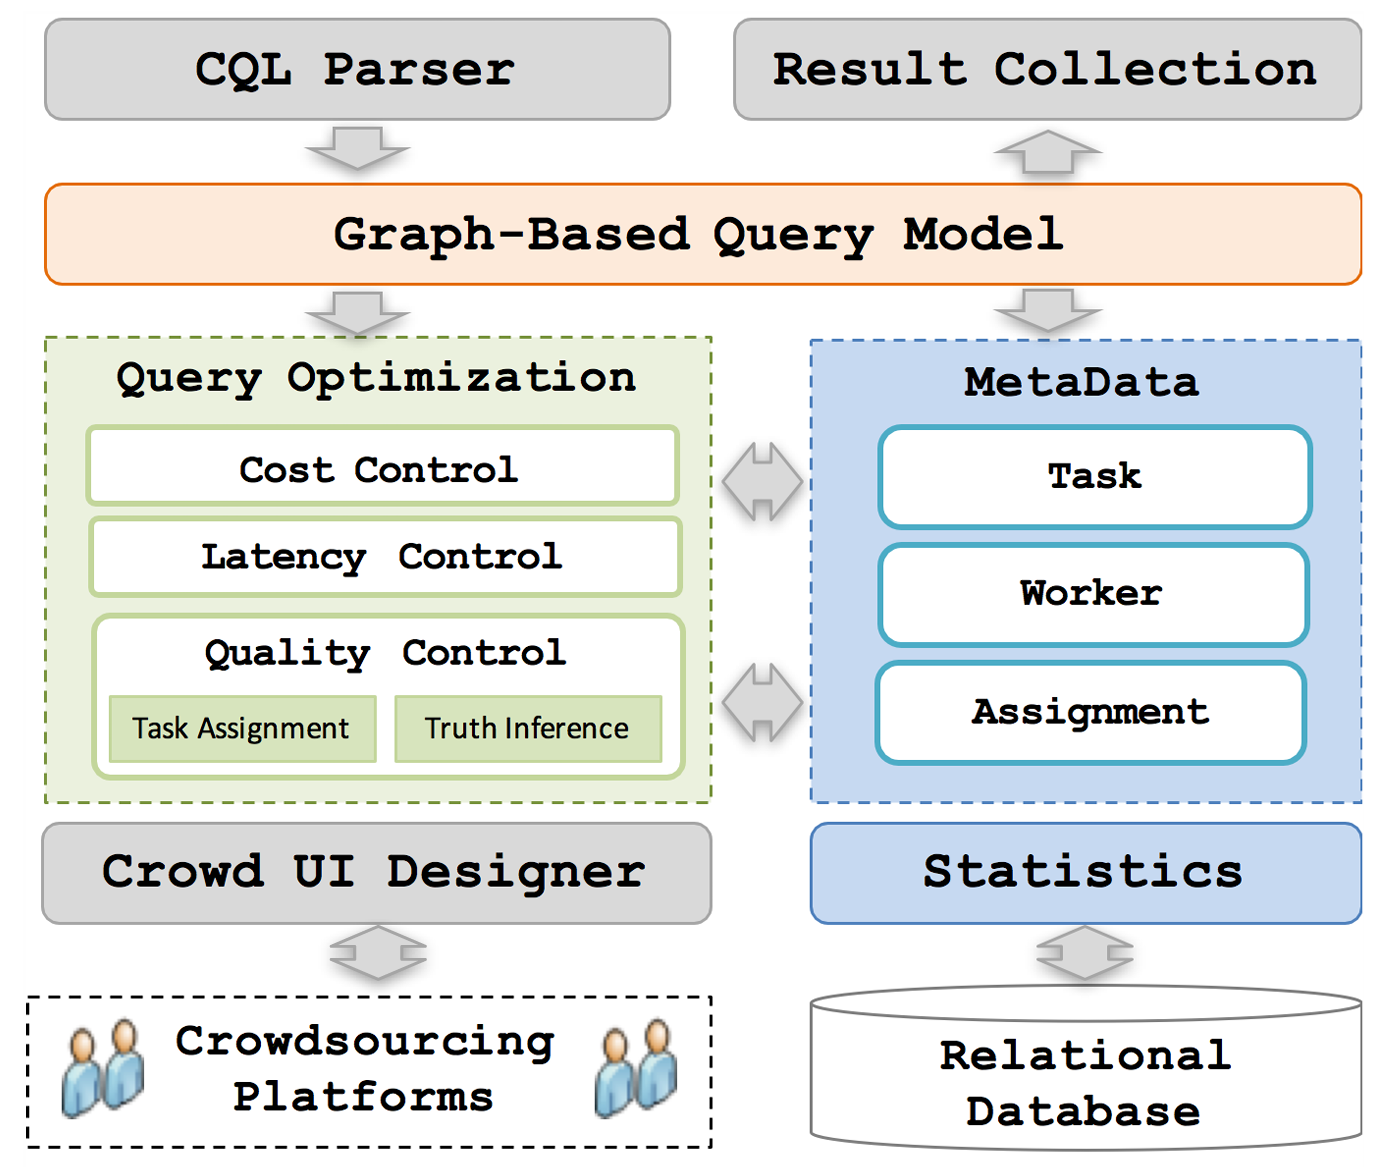 CQL Parser
Result Collection
Graph-Based Query Model
Query Optimization
Cost Control
Latency Control
Quality Control
Task Assignment
Truth Inference
MetaData
Task
Worker
Assignment
Crowd UI Designer
Statistics
Crowdsourcing
Platforms
Relational
Database